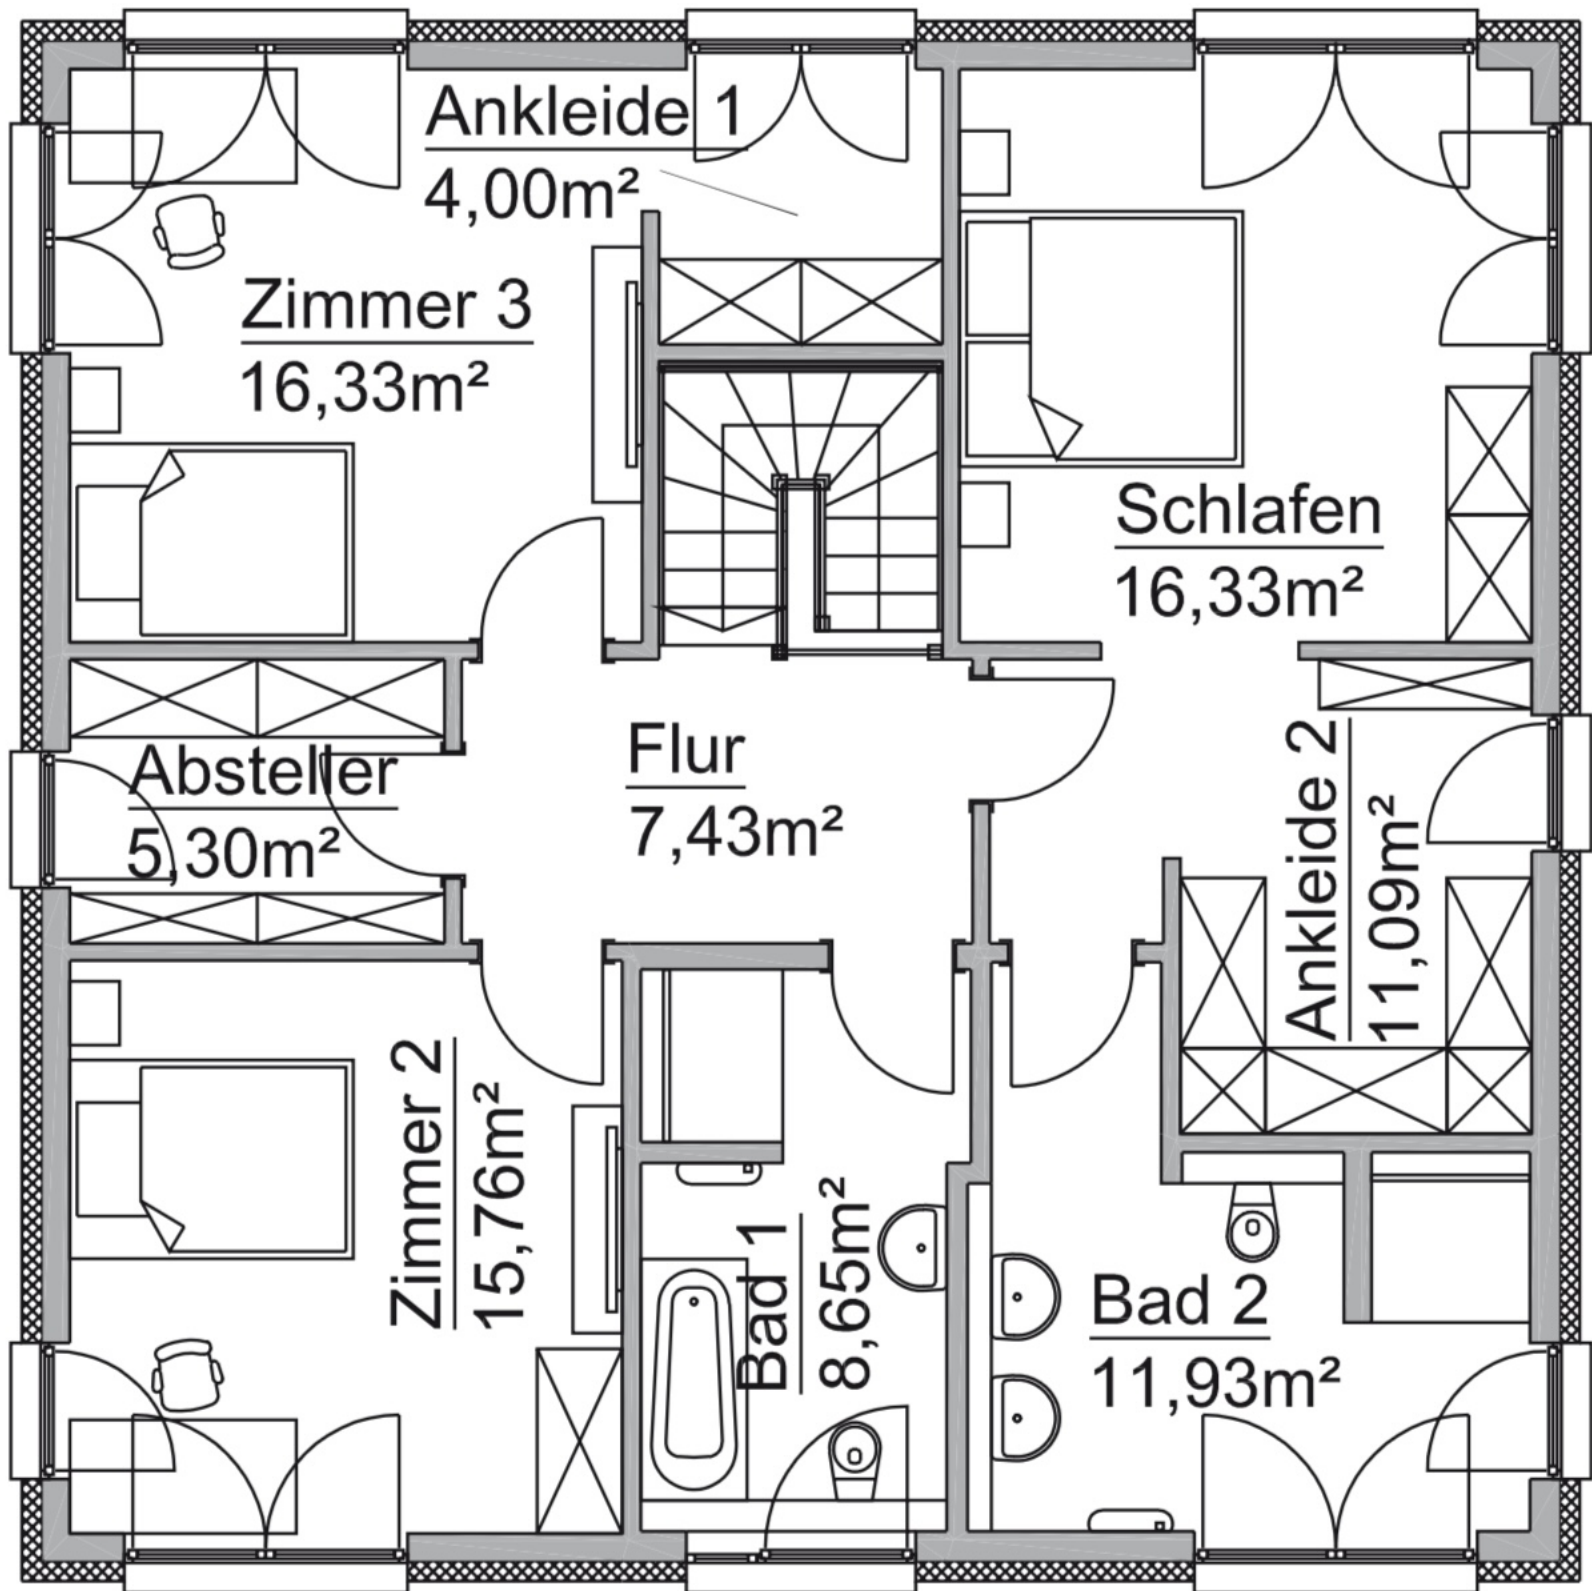 Ankleide 1
4,00m²
Zimmer 3
16,33m²
Schlafen
16,33m²
Absteller
5,30m²
Flur
7,43m²
Ankleide 2
11,09m²
Zimmer 2
15,76m²
Bad 1
8,65m²
Bad 2
11,93m²